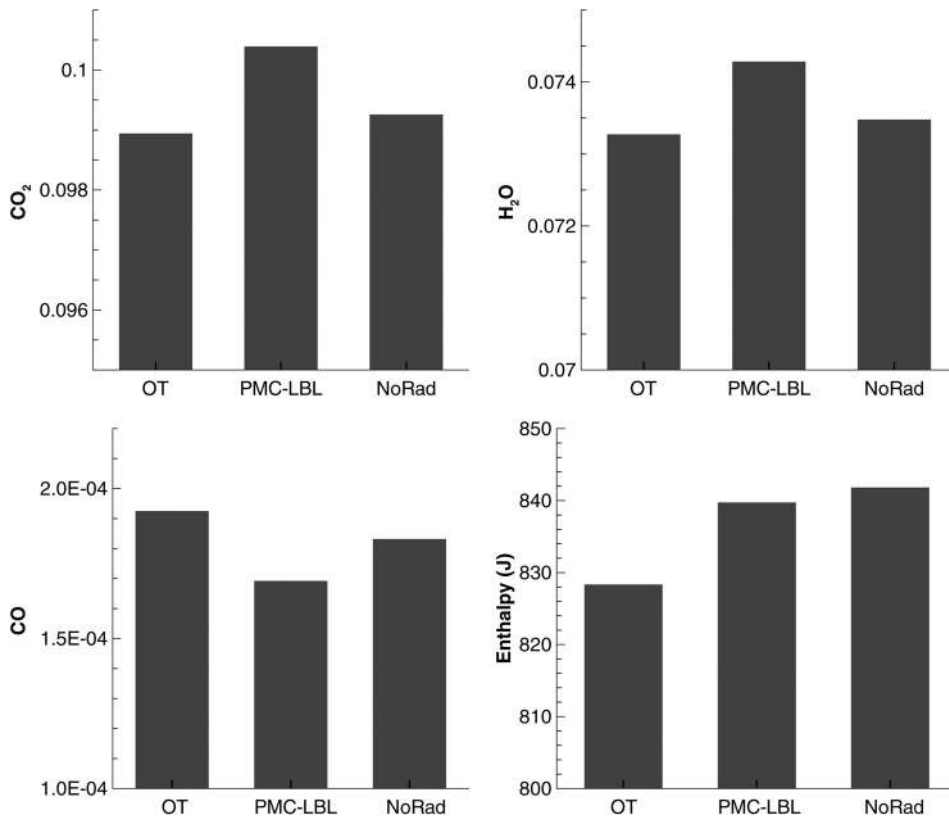 CO2
0.1
0.098
0.096
OT PMC-LBL NoRad
H2O
0.074
0.072
0.07
OT PMC-LBL NoRad
CO
2.0E-04
1.5E-04
1.0E-04
OT PMC-LBL NoRad
Enthalpy (J)
850
840
830
820
810
800
OT PMC-LBL NoRad